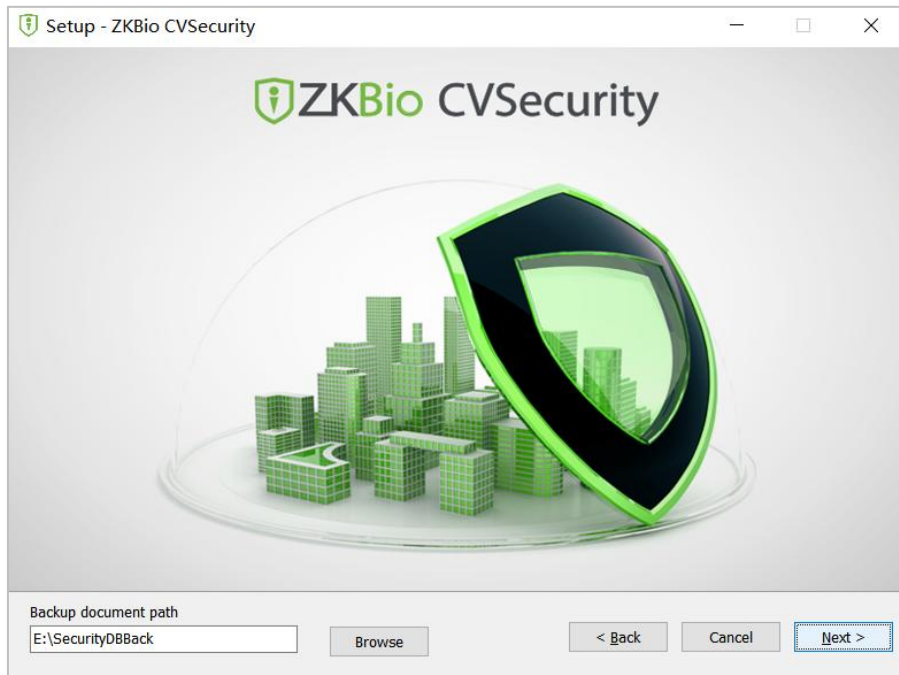 Setup - ZKBio CVSecurity
ZKBio CVSecurity
Backup document path
E:\SecurityDBBack
Browse
< Back
Cancel
Next >